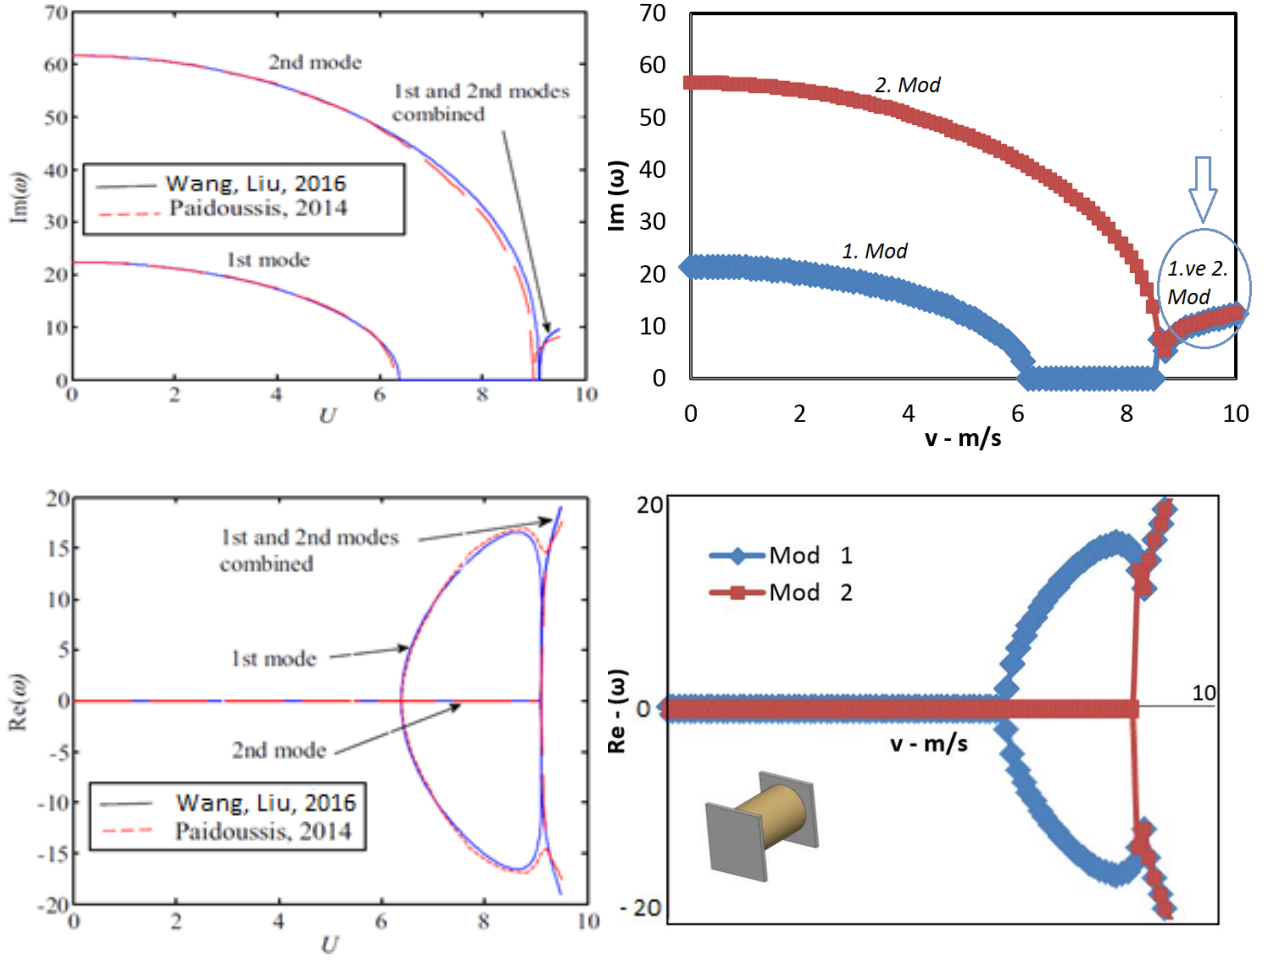 70
60
50
40
30
20
10
0
Im(ω)
2nd mode
1st and 2nd modes
combined
Wang, Liu, 2016
Paidoussis, 2014
1st mode
0 2 4 6 8 10
U
70
60
50
40
30
20
10
0
Im (ω)
2. Mod
1. Mod
1.ve 2.
Mod
0 2 4 6 8 10
v - m/s
20
15
10
5
0
-5
-10
-15
-20
Re(ω)
1st and 2nd modes
combined
1st mode
2nd mode
Wang, Liu, 2016
Paidoussis, 2014
0 2 4 6 8 10
U
20
10
0
-10
- 20
Re - (ω)
Mod 1
Mod 2
10
v - m/s